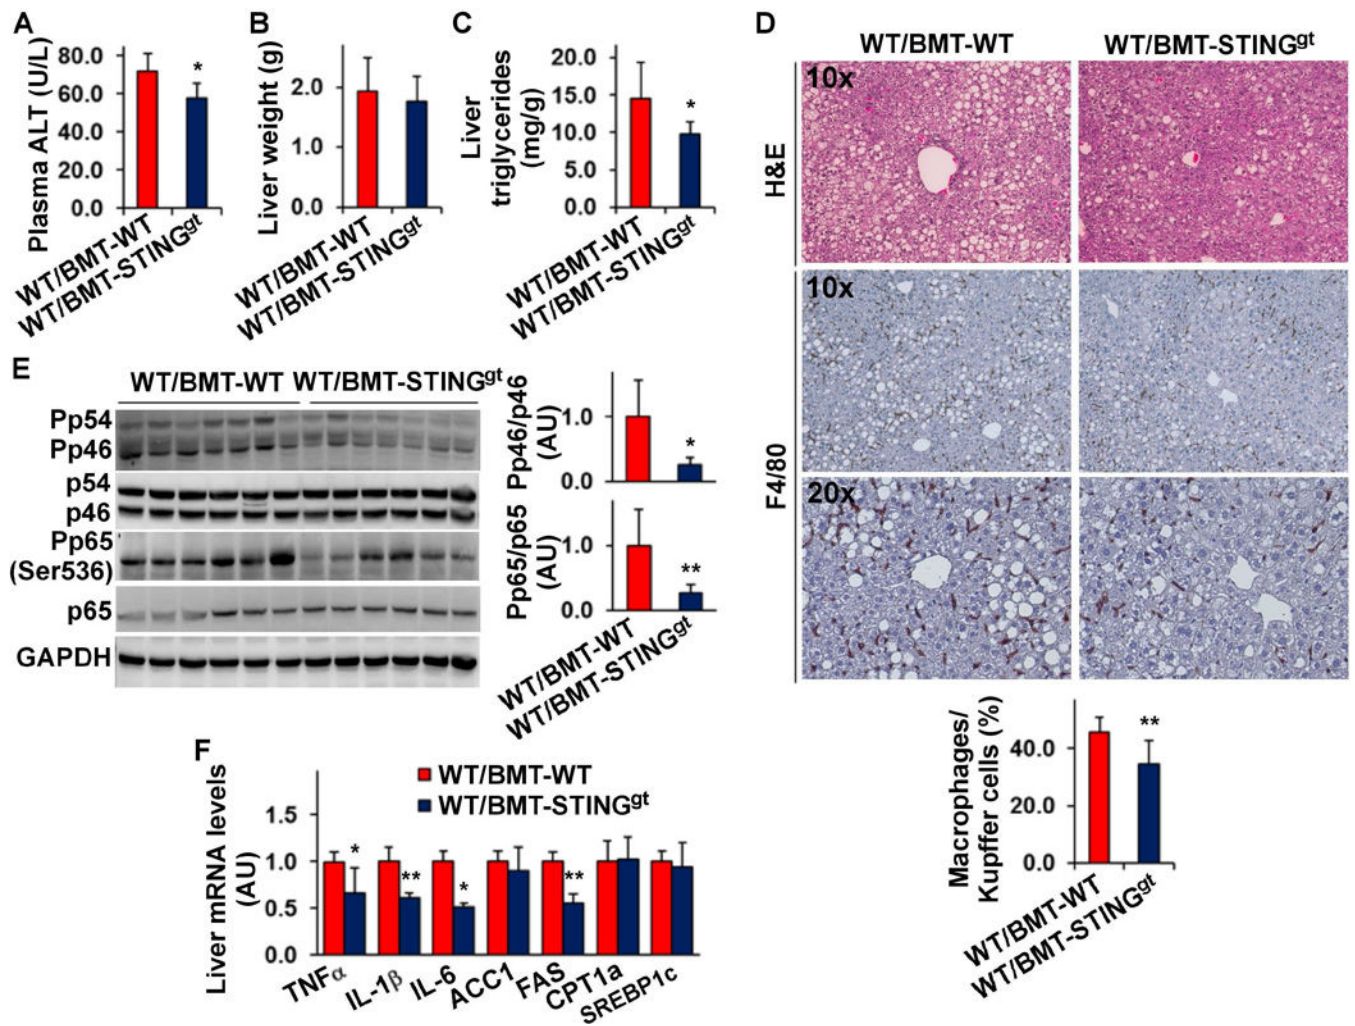 A
Plasma ALT (U/L)
80.0
60.0
40.0
20.0
0.0
*
WT/BMT-WT
WT/BMT-STINGgt
B
Liver weight (g)
2.0
1.0
0.0
WT/BMT-WT
WT/BMT-STINGgt
C
Liver
triglycerides
(mg/g)
20.0
15.0
10.0
5.0
0.0
*
WT/BMT-WT
WT/BMT-STINGgt
D
WT/BMT-WT
WT/BMT-STINGgt
H&E
10x
F4/80
10x
20x
Macrophages/
Kupffer cells (%)
40.0
20.0
0
**
WT/BMT-WT
WT/BMT-STINGgt
E
WT/BMT-WT WT/BMT-STINGgt
Pp54
Pp46
p54
p46
Pp65
(Ser536)
p65
GAPDH
Pp46/p46
(AU)
1.0
0.0
*
Pp65/p65
(AU)
1.0
0.0
**
WT/BMT-WT
WT/BMT-STINGgt
F
Liver mRNA levels
(AU)
WT/BMT-WT
WT/BMT-STINGgt
1.5
1.0
0.5
0.0
* ** * **
TNFα IL-1β IL-6 ACC1 FAS CPT1a SREBP1c